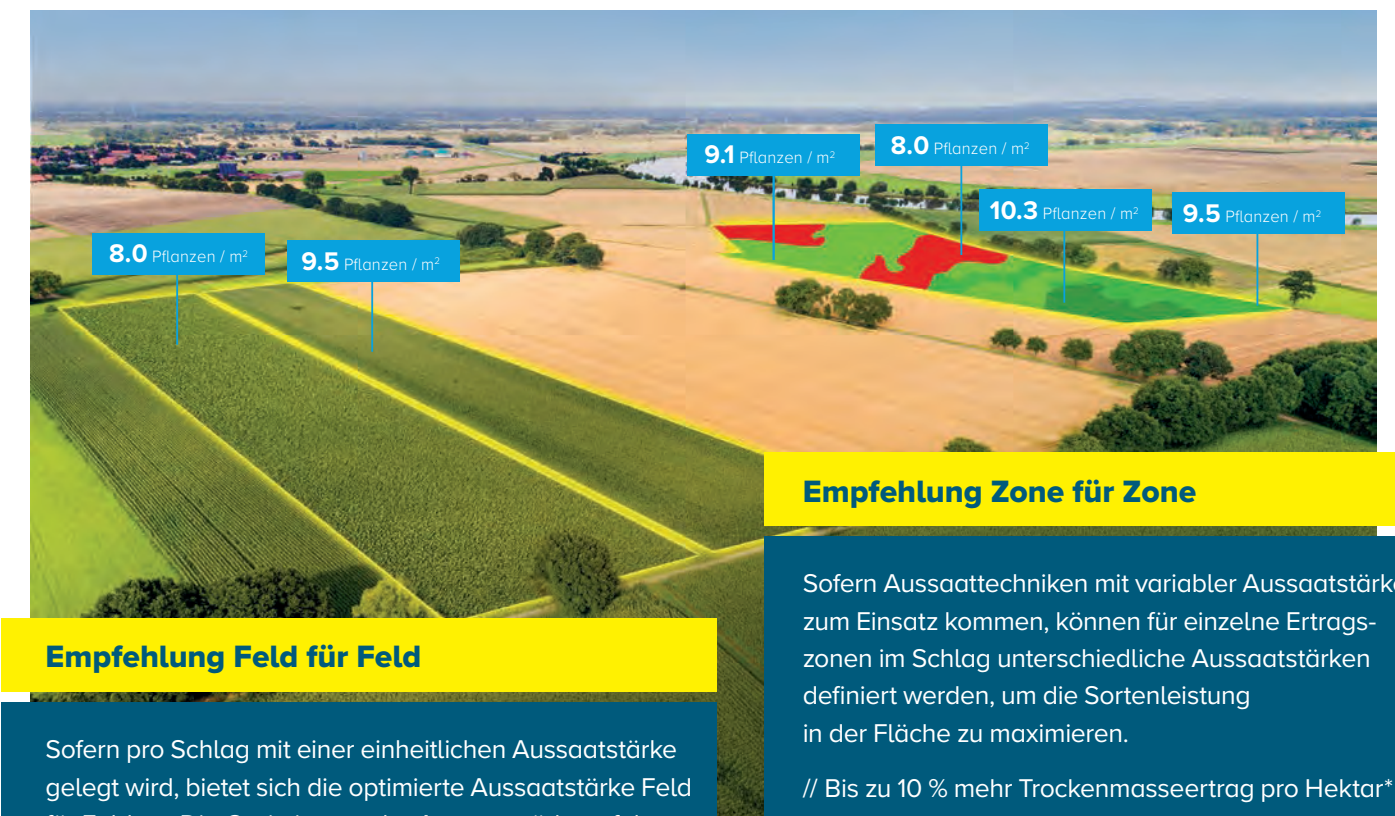 9.1 Pflanzen / m²
8.0 Pflanzen / m²
10.3 Pflanzen / m²
9.5 Pflanzen / m²
8.0 Pflanzen / m²
9.5 Pflanzen / m²
Empfehlung Zone für Zone
Sofern Aussaattechniken mit variabler Aussaatstärke
zum Einsatz kommen, können für einzelne Ertrags-
zonen im Schlag unterschiedliche Aussaatstärken
definiert werden, um die Sortenleistung
in der Fläche zu maximieren.
// Bis zu 10 % mehr Trockenmasseertrag pro Hektar*
Empfehlung Feld für Feld
Sofern pro Schlag mit einer einheitlichen Aussaatstärke
gelegt wird, bietet sich die optimierte Aussaatstärke Feld